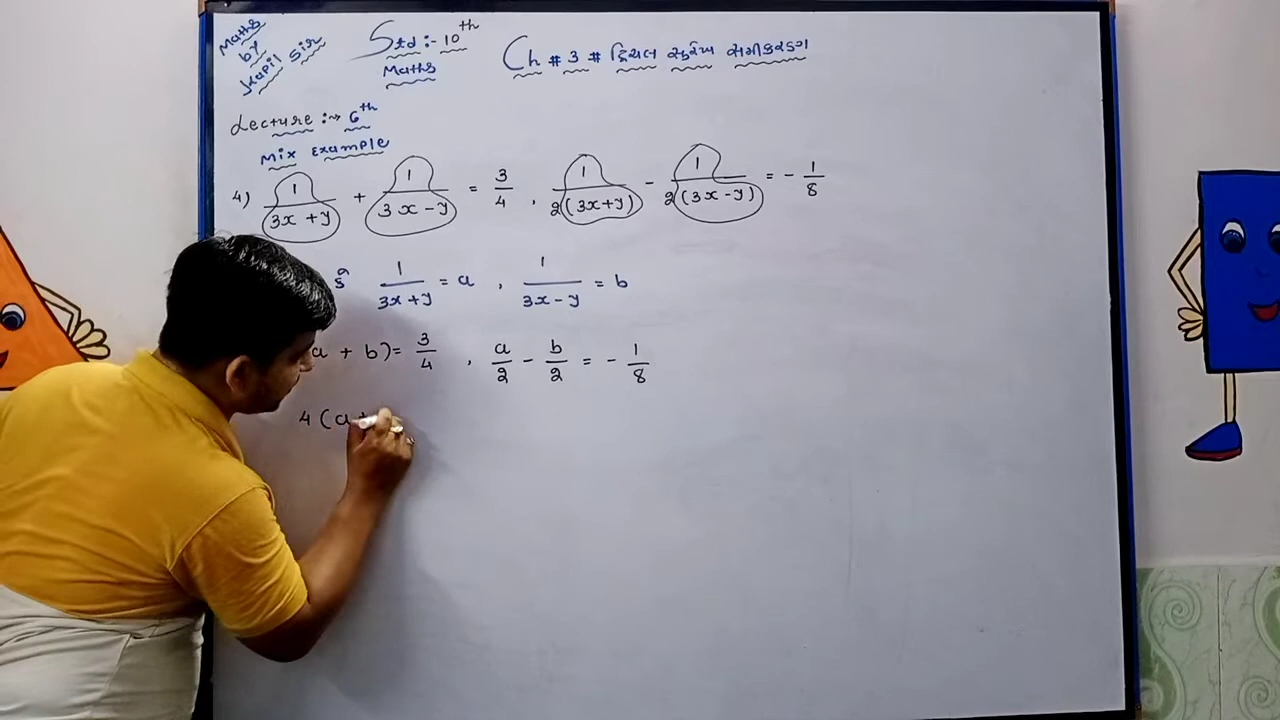 Maths
by
Kapil Sir
Std :- 10th
Maths
Ch # 3 # દ્વિચલ સુરેખ સમીકરણ
Lecture :→ 6th
Mix Example
4) 1/(3x+y) + 1/(3x-y) = 3/4 , 1/2(3x+y) - 1/2(3x-y) = - 1/8
1/(3x+y) = a , 1/(3x-y) = b
(a + b) = 3/4 , a/2 - b/2 = - 1/8
4 (a